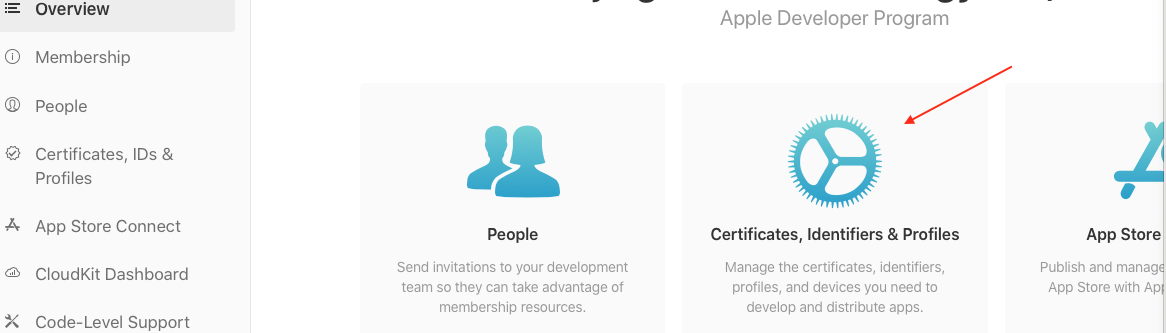 Overview
Membership
People
Certificates, IDs &
Profiles
App Store Connect
CloudKit Dashboard
Code-Level Support
Apple Developer Program
People
Send invitations to your development
team so they can take advantage of
membership resources.
Certificates, Identifiers & Profiles
Manage the certificates, identifiers,
profiles, and devices you need to
develop and distribute apps.
App Store
Publish and manage
App Store with App